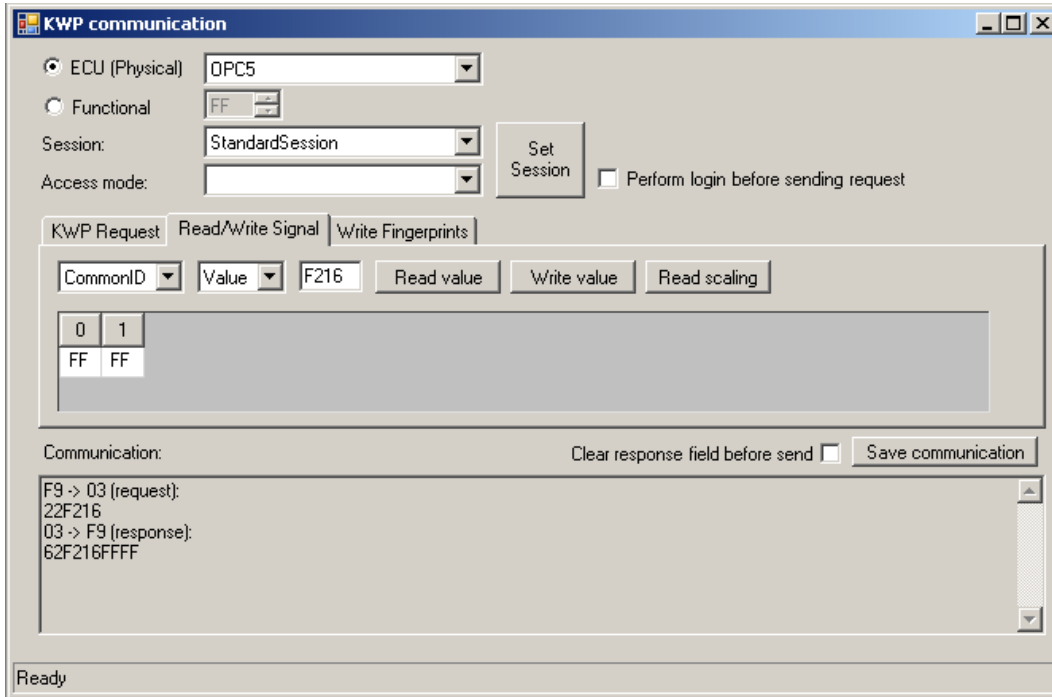 KWP communication
ECU (Physical) OPC5
Functional FF
Session: StandardSession
Set Session
Access mode:
Perform login before sending request
KWP Request Read/Write Signal Write Fingerprints
CommonID Value F216 Read value Write value Read scaling
0 1
FF FF
Communication: Clear response field before send Save communication
F9 -> 03 (request):
22F216
03 -> F9 (response):
62F216FFFF
Ready